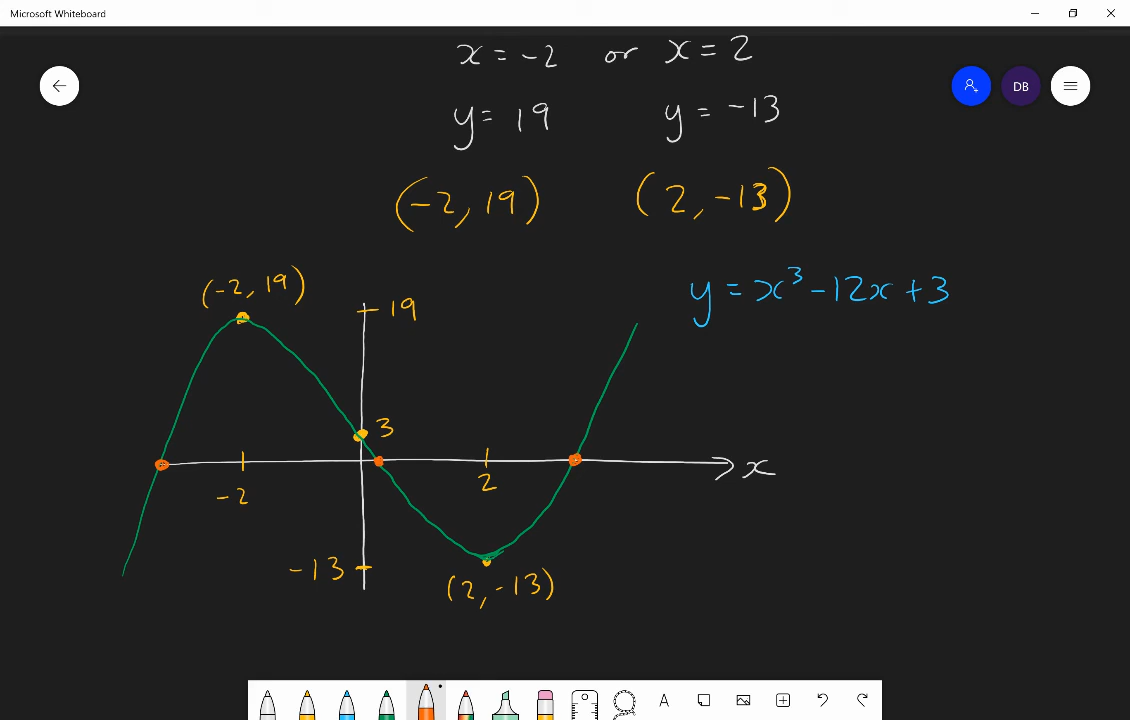 Microsoft Whiteboard
x = -2 or x = 2
y = 19 y = -13
DB
(-2, 19) (2, -13)
(-2, 19)
y = x³ - 12x + 3
19
3
x
-2
2
-13
(2, -13)
A